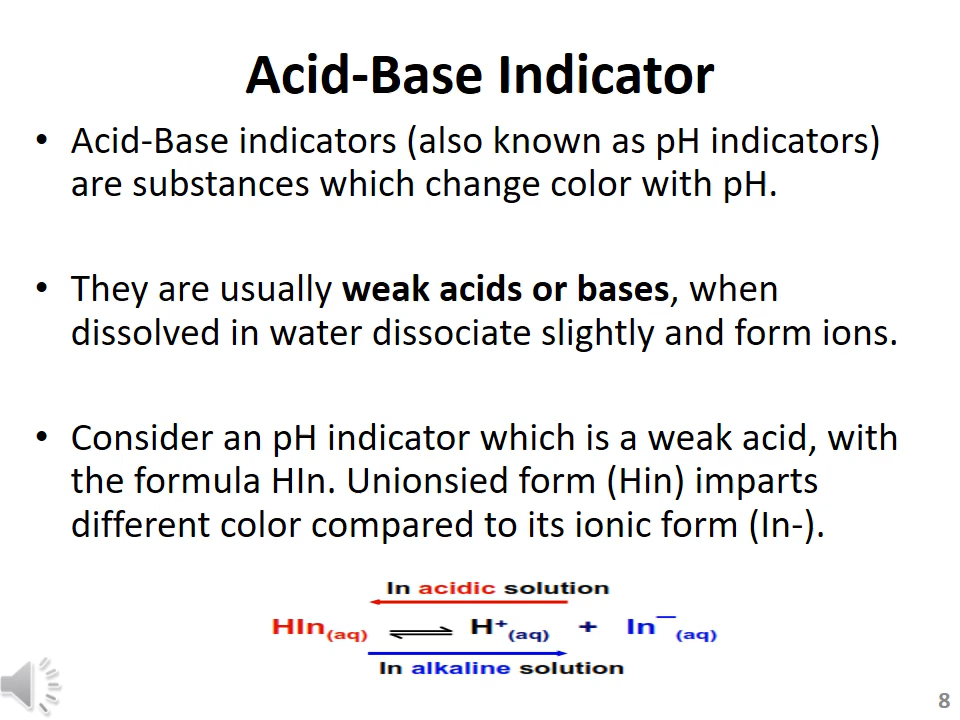 Acid-Base Indicator
• Acid-Base indicators (also known as pH indicators)
are substances which change color with pH.
• They are usually weak acids or bases, when
dissolved in water dissociate slightly and form ions.
• Consider an pH indicator which is a weak acid, with
the formula HIn. Unionsied form (Hin) imparts
different color compared to its ionic form (In-).
In acidic solution
HIn(aq) ⇌ H⁺(aq) + In⁻(aq)
In alkaline solution
8